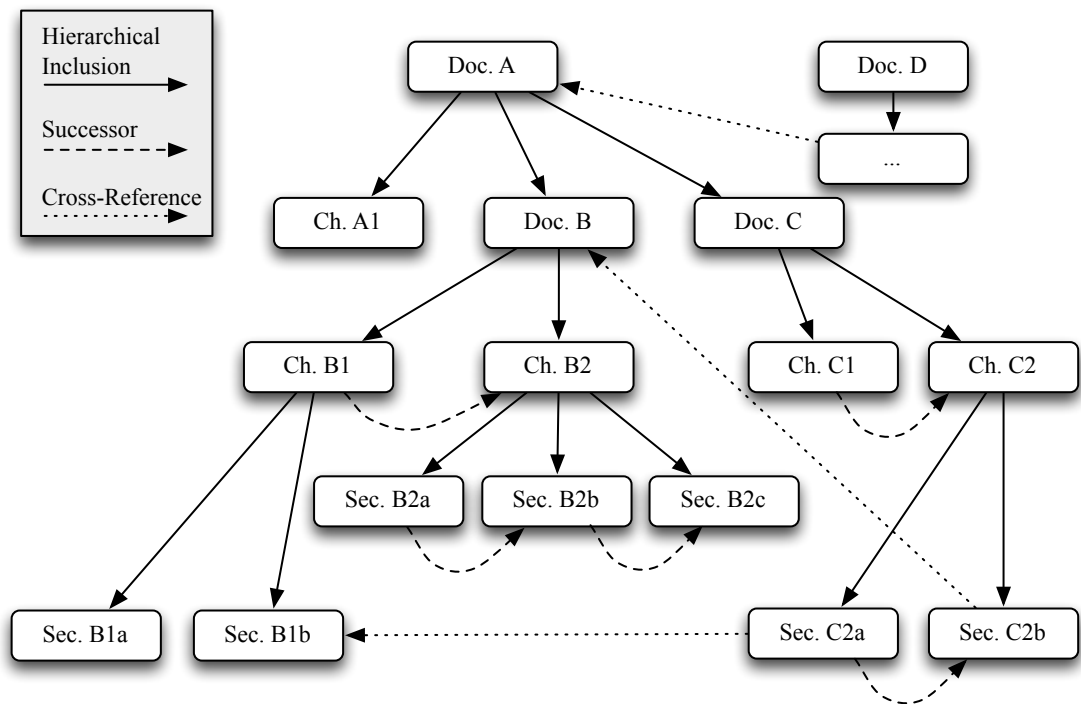 Hierarchical
Inclusion
Successor
Cross-Reference
Doc. A
Doc. D
...
Ch. A1
Doc. B
Doc. C
Ch. B1
Ch. B2
Ch. C1
Ch. C2
Sec. B2a
Sec. B2b
Sec. B2c
Sec. B1a
Sec. B1b
Sec. C2a
Sec. C2b